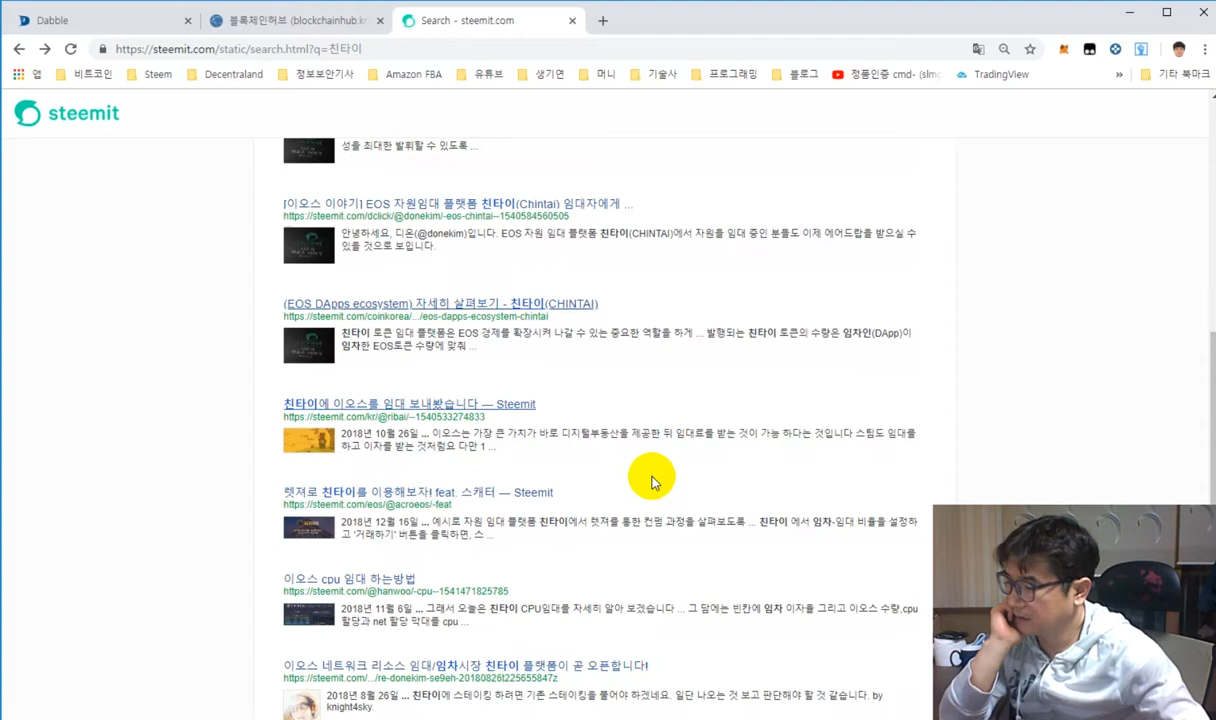 Dabble
블록체인허브 (blockchainhub.kr
Search - steemit.com
https://steemit.com/static/search.html?q=친타이
앱
비트코인
Steem
Decentraland
정보보안기사
Amazon FBA
유튜브
생기연
머니
기술사
프로그래밍
블로그
정품인증 cmd- (slmg
TradingView
»
기타 북마크
steemit
성을 최대한 발휘할 수 있도록 ...
[이오스 이야기] EOS 자원임대 플랫폼 친타이(Chintai) 임대자에게 ...
https://steemit.com/dclick/@donekim/-eos-chintai--1540584560505
안녕하세요, 디온(@donekim)입니다. EOS 자원 임대 플랫폼 친타이(CHINTAI)에서 자원을 임대 중인 분들도 이제 에어드랍을 받으실 수
있을 것으로 보입니다.
(EOS DApps ecosystem) 자세히 살펴보기 - 친타이(CHINTAI)
https://steemit.com/coinkorea/.../eos-dapps-ecosystem-chintai
친타이 토큰 임대 플랫폼은 EOS 경제를 확장시켜 나갈 수 있는 중요한 역할을 하게 ... 발행되는 친타이 토큰의 수량은 임차인(DApp)이
임차한 EOS토큰 수량에 맞춰 ...
친타이에 이오스를 임대 보내봤습니다 — Steemit
https://steemit.com/kr/@ribai/--1540533274833
2018년 10월 26일 ... 이오스는 가장 큰 가치가 바로 디지털부동산을 제공한 뒤 임대료를 받는 것이 가능 하다는 것입니다 스팀도 임대를
하고 이자를 받는 것처럼요 다만 1 ...
렛져로 친타이를 이용해보자! feat. 스캐터 — Steemit
https://steemit.com/eos/@acroeos/-feat
2018년 12월 16일 ... 예시로 자원 임대 플랫폼 친타이에서 렛져를 통한 컨펌 과정을 살펴보도록 ... 친타이 에서 임차-임대 비율을 설정하
고 '거래하기' 버튼을 클릭하면, 스 ...
이오스 cpu 임대 하는방법
https://steemit.com/@hanwoo/-cpu--1541471825785
2018년 11월 6일 ... 그래서 오늘은 친타이 CPU임대를 자세히 알아 보겠습니다 ... 그 담에는 빈칸에 임차 이자을 그리고 이오스 수량,cpu
할당과 net 할당 막대를 cpu ...
이오스 네트워크 리소스 임대/임차시장 친타이 플랫폼이 곧 오픈합니다!
https://steemit.com/.../re-donekim-se9eh-20180826t225655847z
2018년 8월 26일 ... 친타이에 스테이킹 하려면 기존 스테이킹을 풀어야 하겠네요. 일단 나오는 것 보고 판단해야 할 것 같습니다. by
knight4sky.